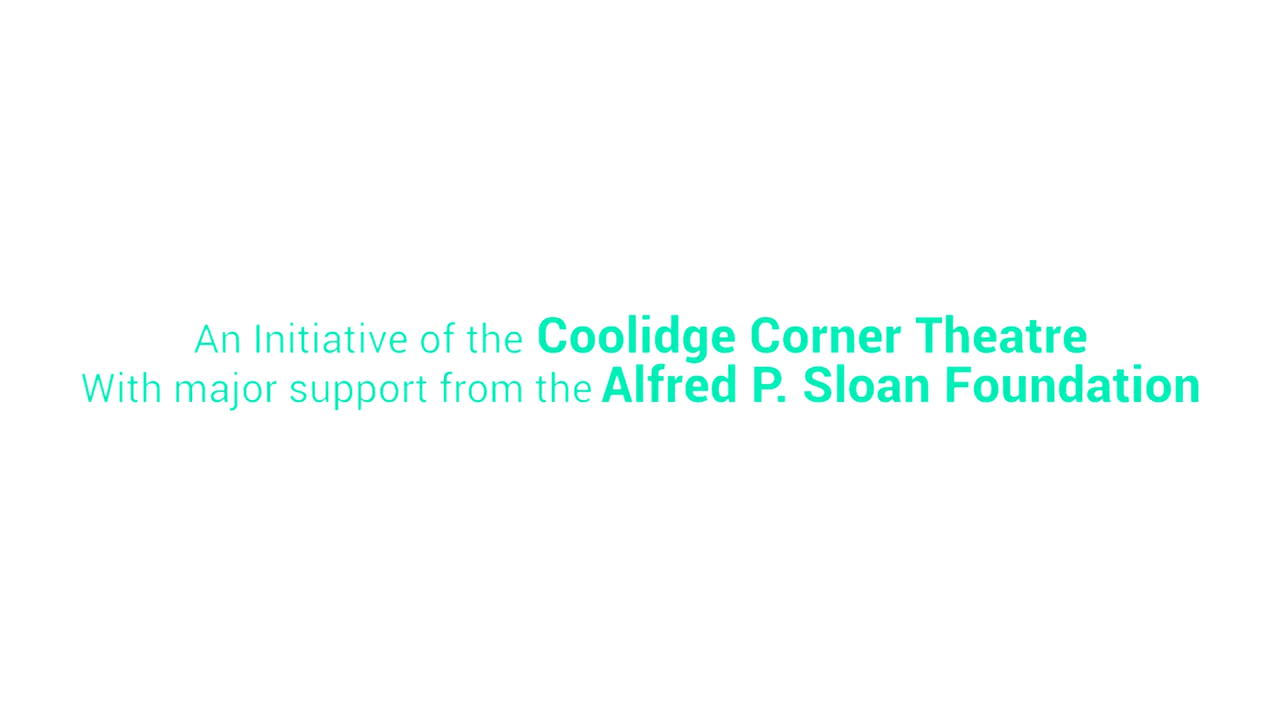 An Initiative of the Coolidge Corner Theatre
With major support from the Alfred P. Sloan Foundation